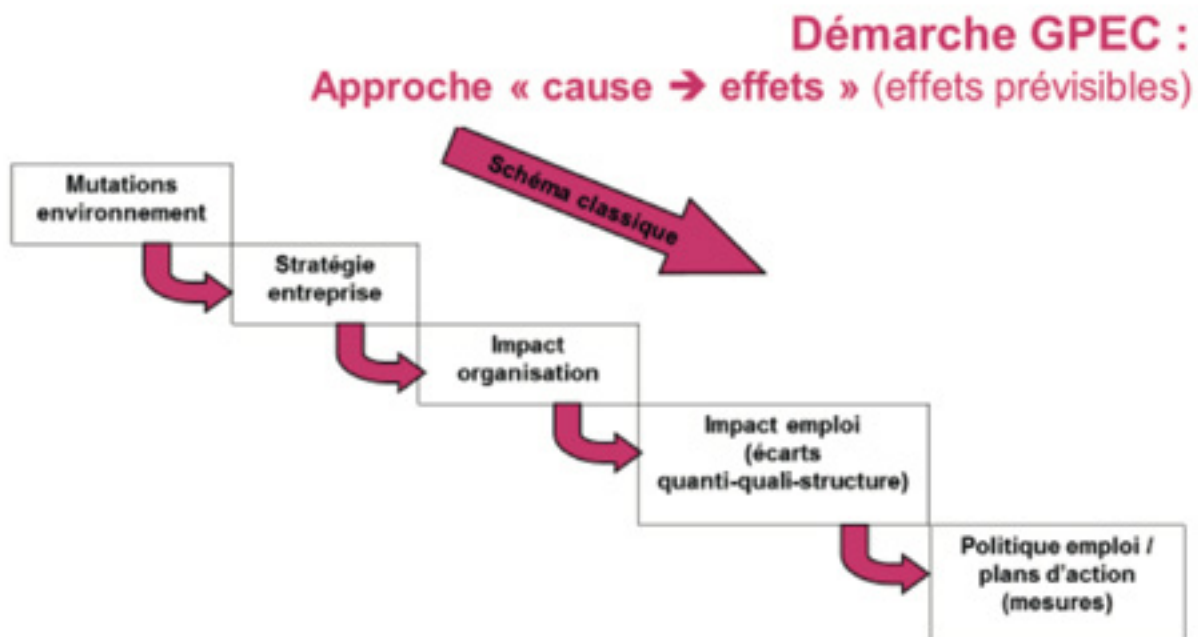 Démarche GPEC :
Approche « cause ➔ effets » (effets prévisibles)
Schéma classique
Mutations
environnement
Stratégie
entreprise
Impact
organisation
Impact emploi
(écarts
quanti-quali-structure)
Politique emploi /
plans d'action
(mesures)